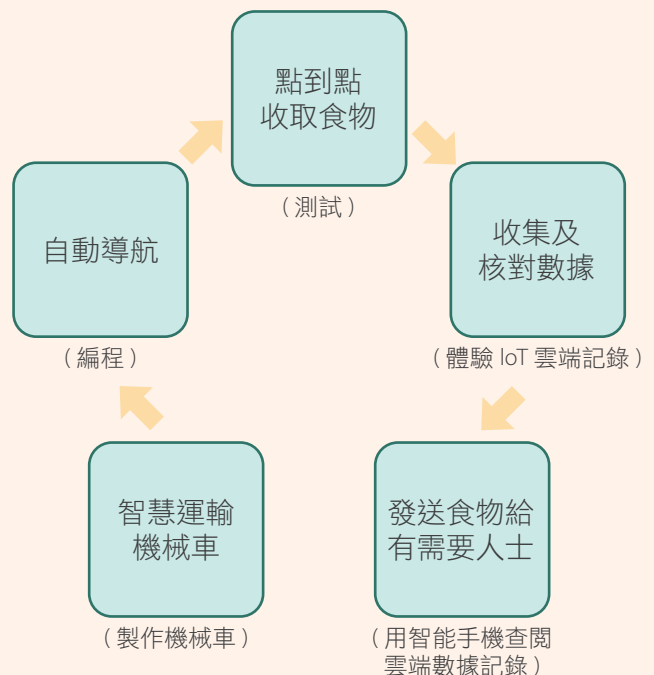 點到點
收取食物
（測試）
自動導航
（編程）
收集及
核對數據
（體驗 IoT 雲端記錄）
智慧運輸
機械車
（製作機械車）
發送食物給
有需要人士
（用智能手機查閱
雲端數據記錄）